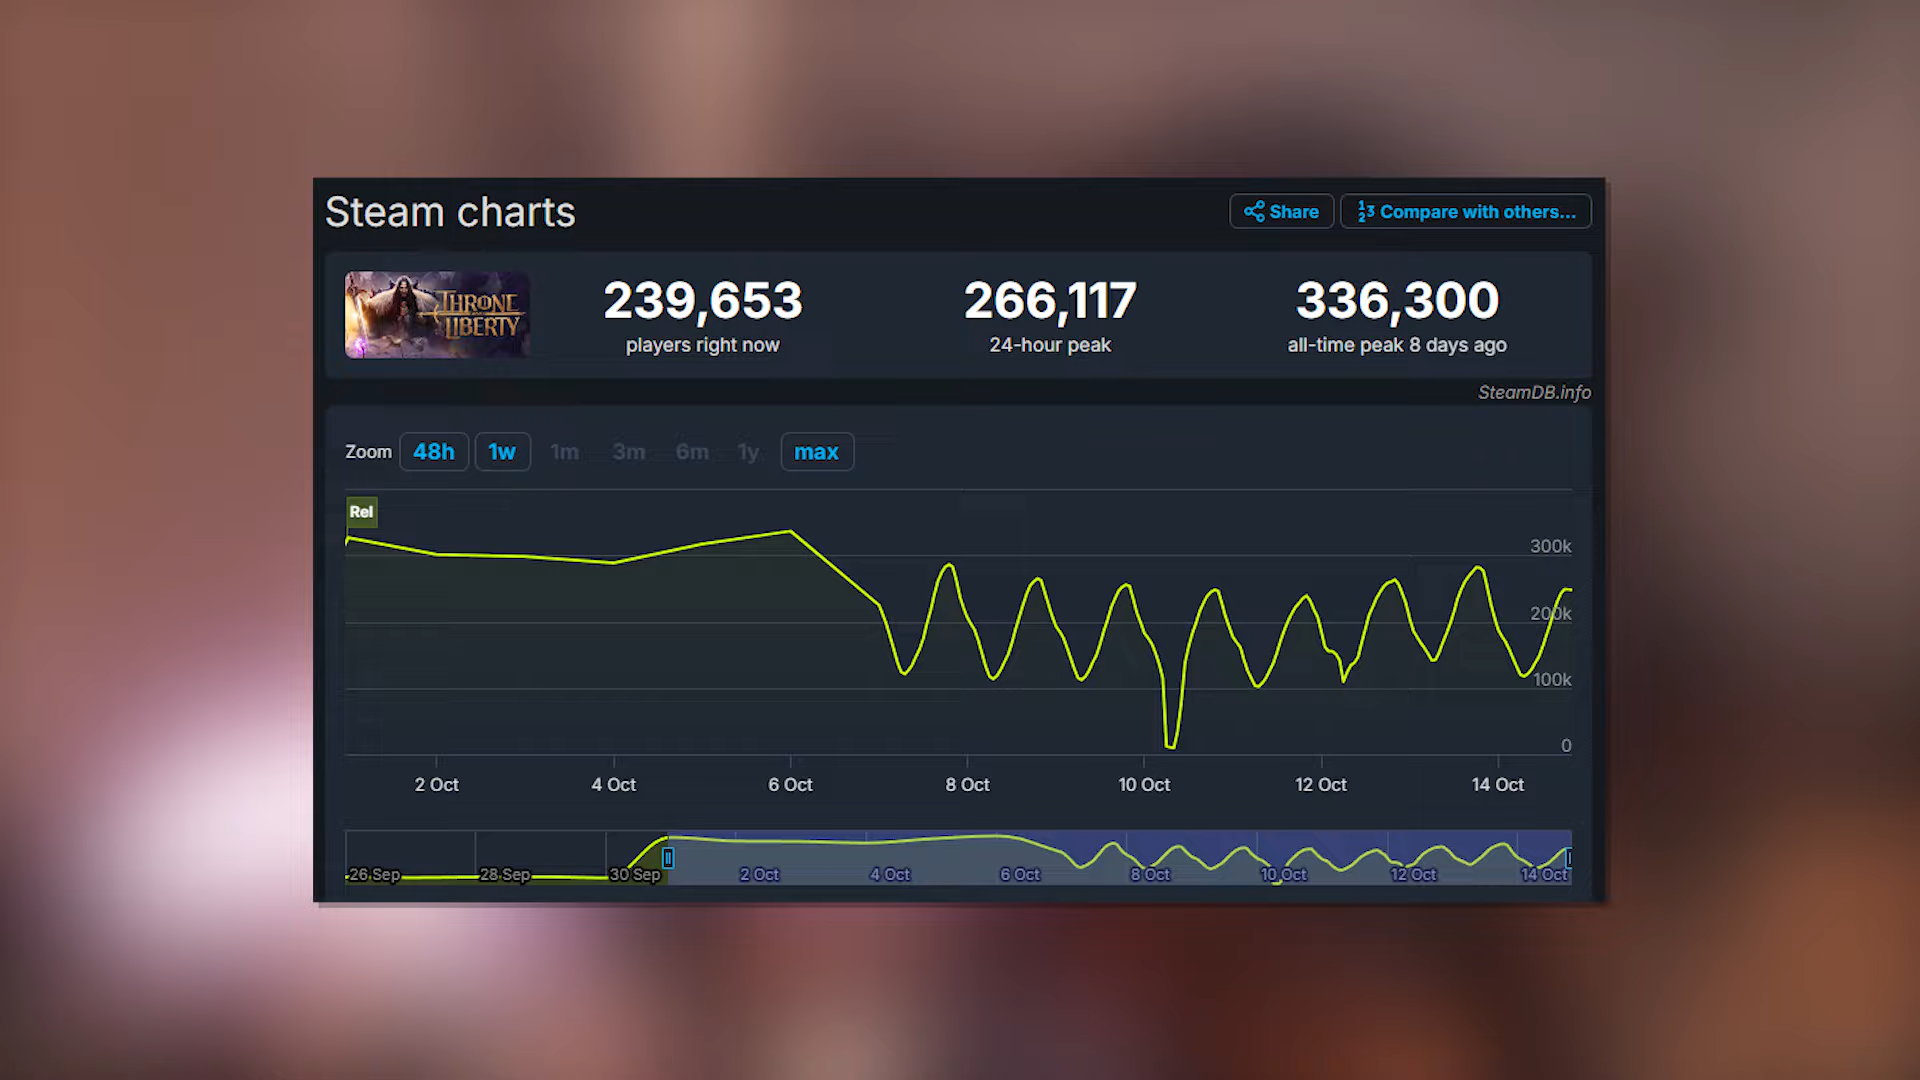 Steam charts
Share
123 Compare with others...
THRONE AND LIBERTY
239,653
players right now
266,117
24-hour peak
336,300
all-time peak 8 days ago
SteamDB.info
Zoom 48h 1w 1m 3m 6m 1y max
Rel
300k
200k
100k
0
2 Oct 4 Oct 6 Oct 8 Oct 10 Oct 12 Oct 14 Oct
26 Sep 28 Sep 30 Sep 2 Oct 4 Oct 6 Oct 8 Oct 10 Oct 12 Oct 14 Oct